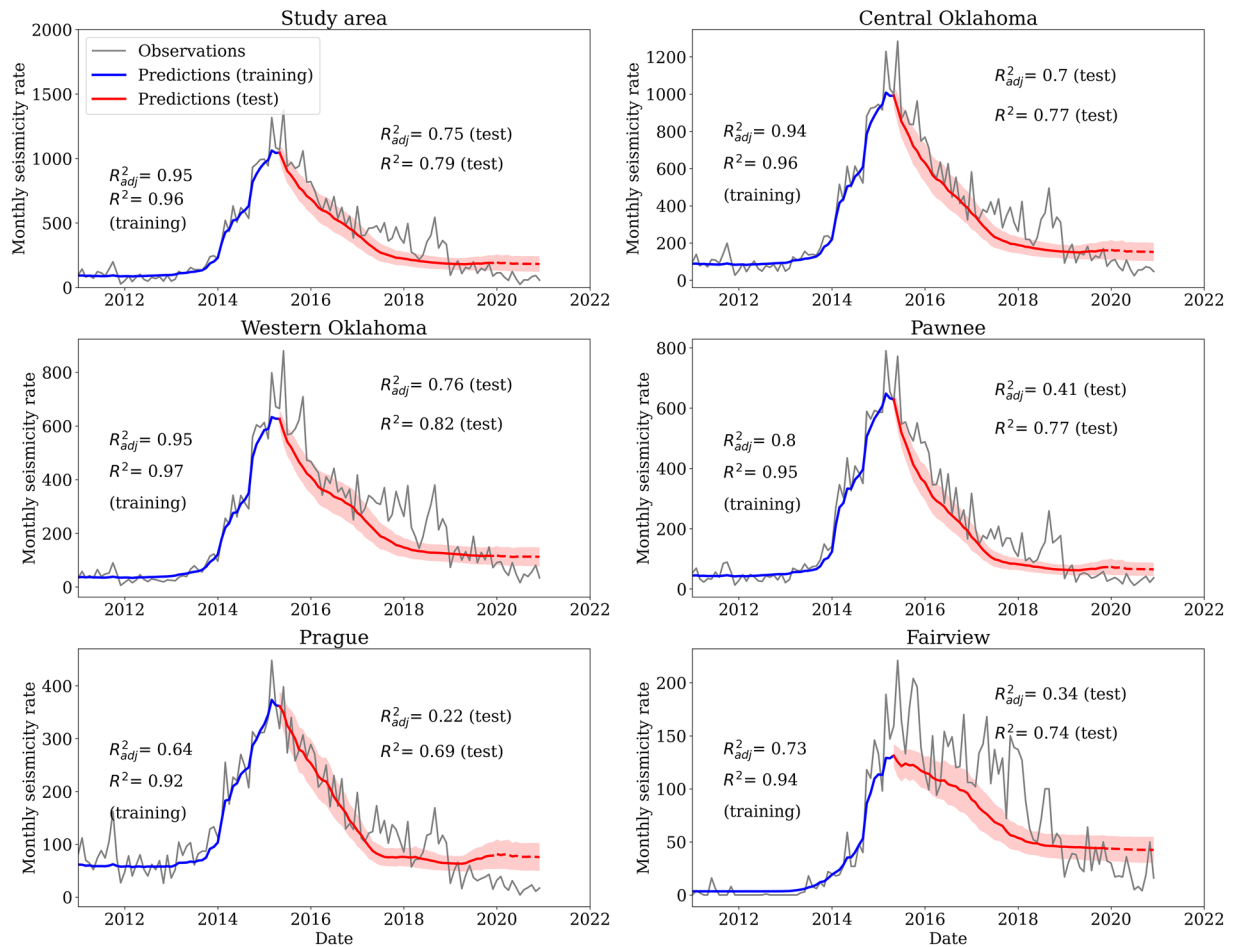 Study area
Monthly seismicity rate
2000
1500
1000
500
0
Observations
Predictions (training)
Predictions (test)
R²adj= 0.75 (test)
R²= 0.79 (test)
R²adj= 0.95
R²= 0.96
(training)
2012 2014 2016 2018 2020 2022
Central Oklahoma
Monthly seismicity rate
1200
1000
800
600
400
200
0
R²adj= 0.7 (test)
R²= 0.77 (test)
R²adj= 0.94
R²= 0.96
(training)
2012 2014 2016 2018 2020 2022
Western Oklahoma
Monthly seismicity rate
800
600
400
200
0
R²adj= 0.76 (test)
R²= 0.82 (test)
R²adj= 0.95
R²= 0.97
(training)
2012 2014 2016 2018 2020 2022
Pawnee
Monthly seismicity rate
800
600
400
200
0
R²adj= 0.41 (test)
R²= 0.77 (test)
R²adj= 0.8
R²= 0.95
(training)
2012 2014 2016 2018 2020 2022
Prague
Monthly seismicity rate
400
300
200
100
0
R²adj= 0.22 (test)
R²= 0.69 (test)
R²adj= 0.64
R²= 0.92
(training)
2012 2014 2016 2018 2020 2022
Date
Fairview
Monthly seismicity rate
200
150
100
50
0
R²adj= 0.34 (test)
R²= 0.74 (test)
R²adj= 0.73
R²= 0.94
(training)
2012 2014 2016 2018 2020 2022
Date